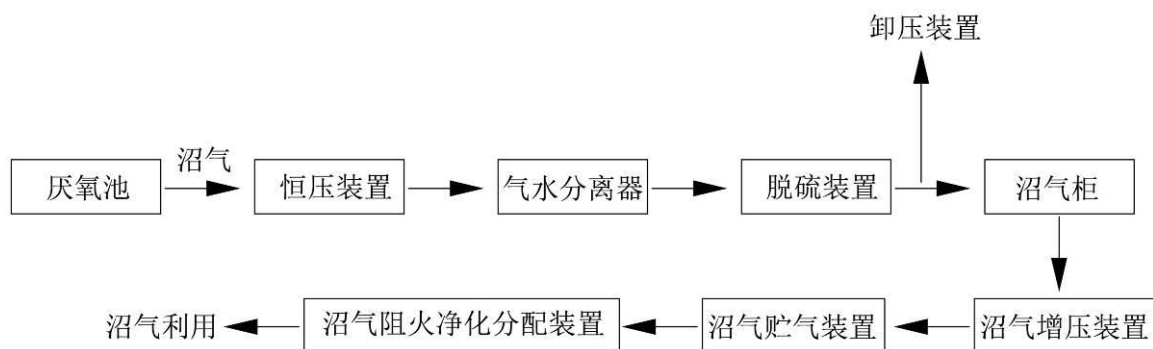 卸压装置
沼气
厌氧池
恒压装置
气水分离器
脱硫装置
沼气柜
沼气利用
沼气阻火净化分配装置
沼气贮气装置
沼气增压装置